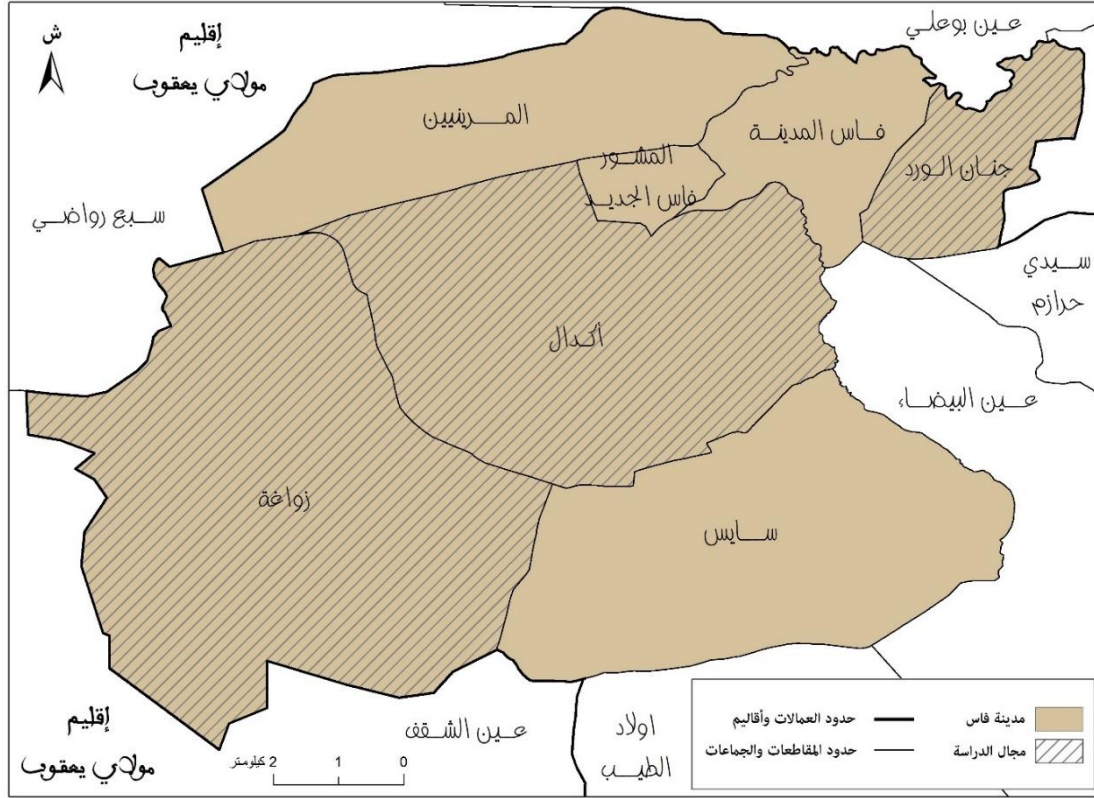 ش
إقليم
مولاي يعقوب
عين بوعلي
المرينيين
فاس المدينة
المشور
فاس الجديد
جنان الورد
سبع رواضي
سيدي
حرازم
أكدال
عين البيضاء
زواغة
سايس
إقليم
مولاي يعقوب
عين الشقف
اولاد
الطيب
2 كيلومتر 1 0
مدينة فاس
حدود العمالات وأقاليم
مجال الدراسة
حدود المقاطعات والجماعات